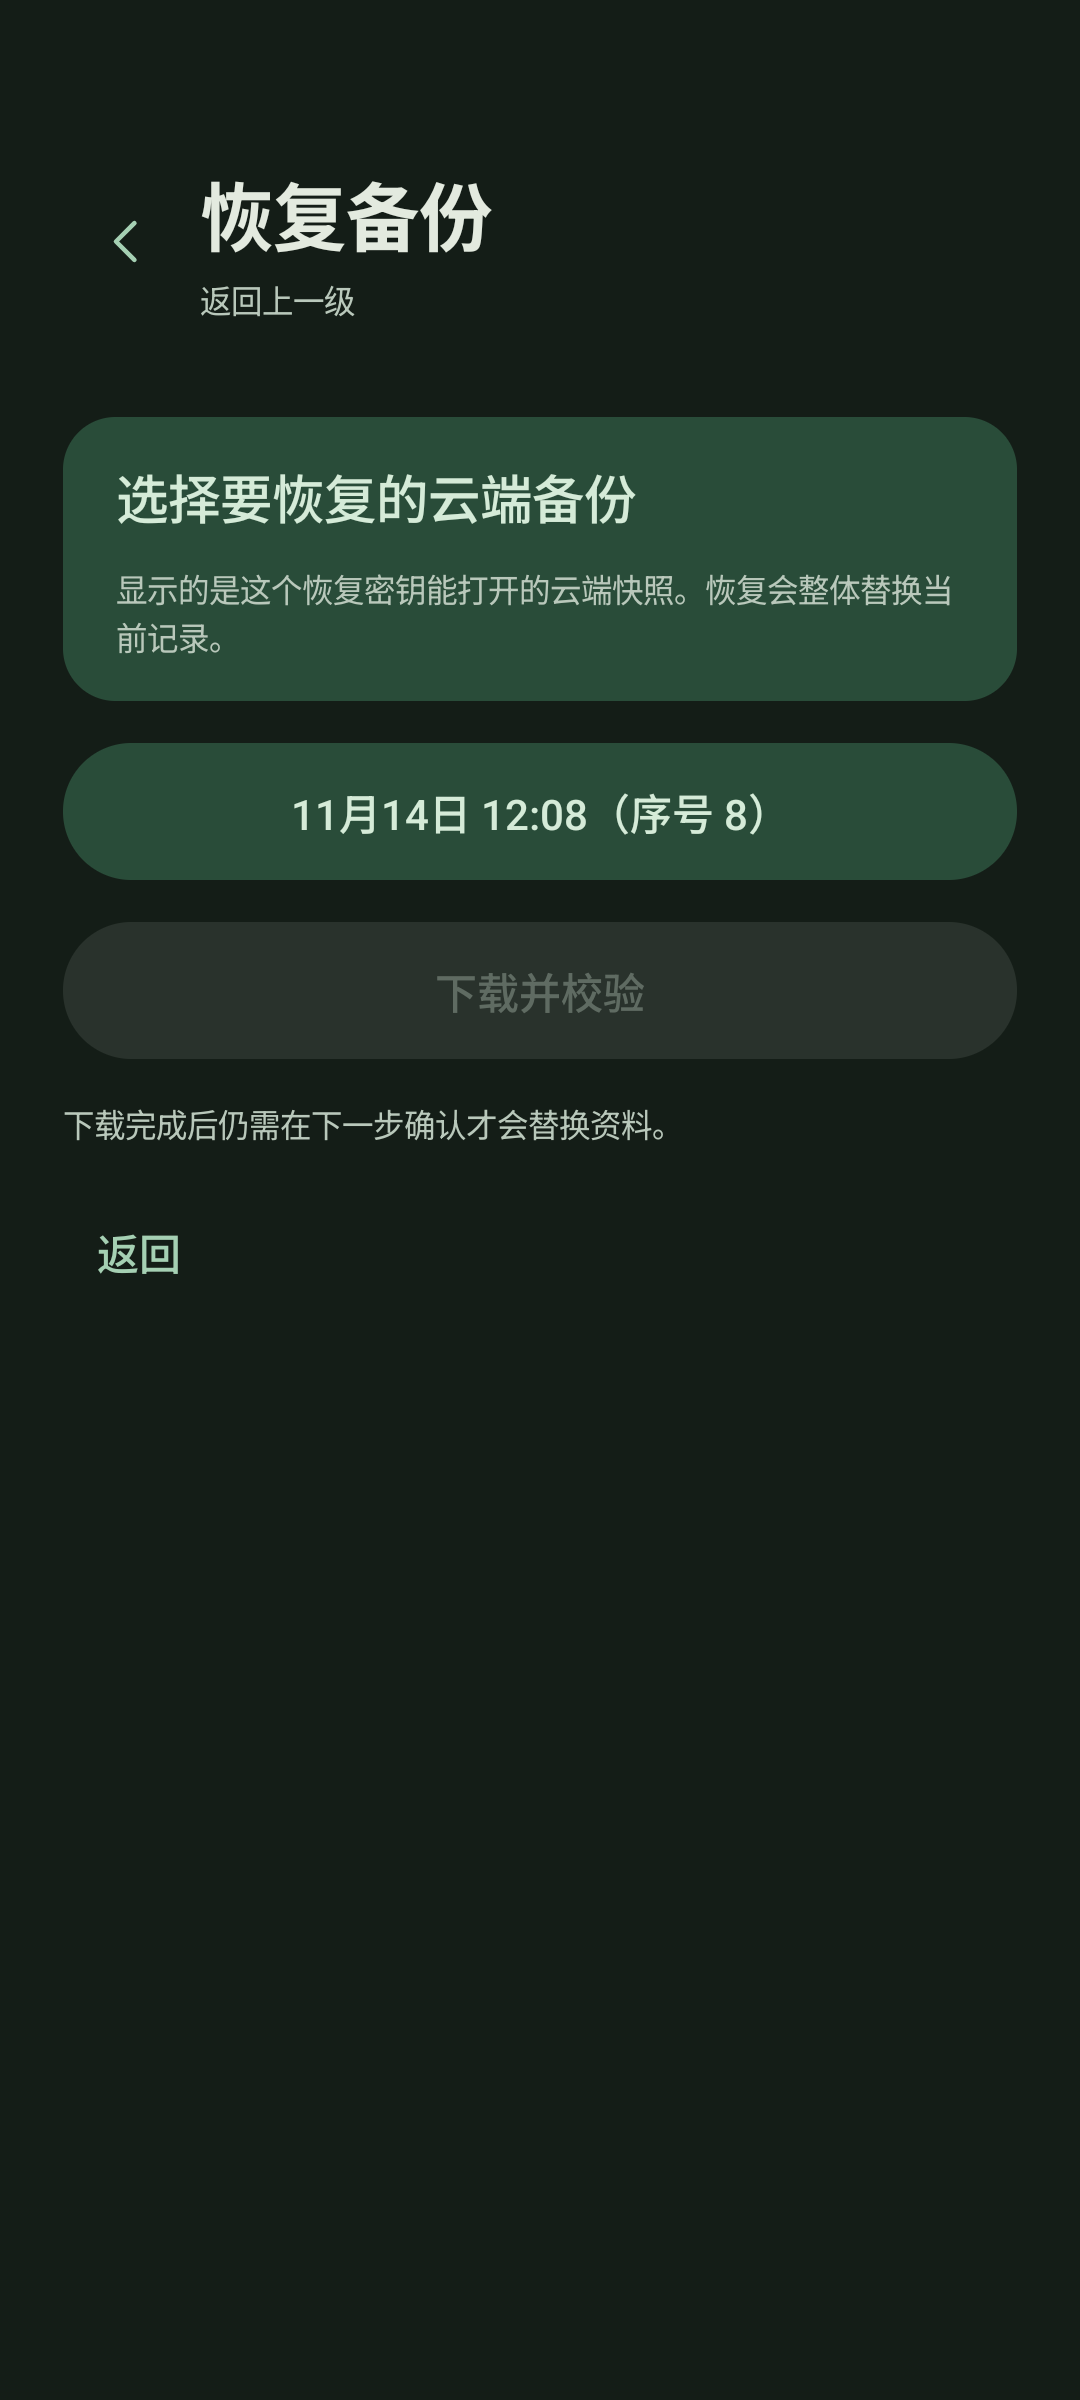 恢复备份
返回上一级
选择要恢复的云端备份
显示的是这个恢复密钥能打开的云端快照。恢复会整体替换当
前记录。
11月14日 12:08（序号 8）
下载并校验
下载完成后仍需在下一步确认才会替换资料。
返回